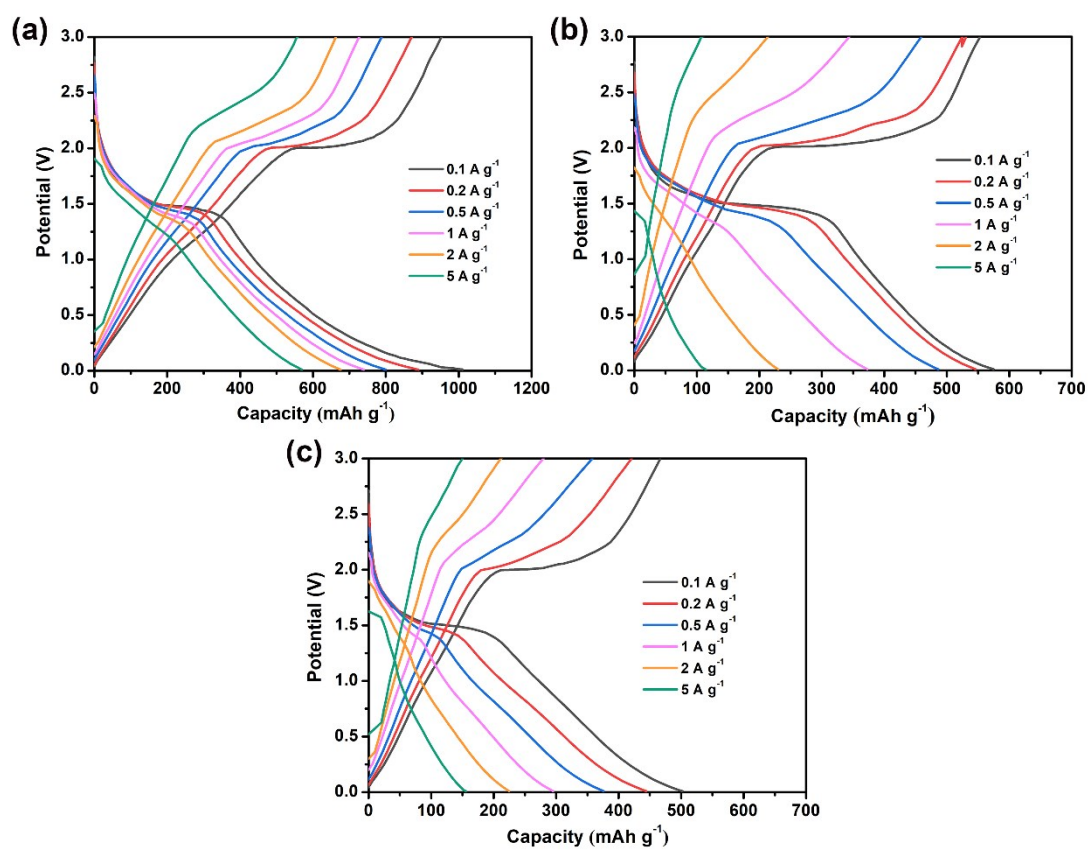 (a)
3.0
2.5
2.0
1.5
1.0
0.5
0.0
Potential (V)
0.1 A g⁻¹
0.2 A g⁻¹
0.5 A g⁻¹
1 A g⁻¹
2 A g⁻¹
5 A g⁻¹
0 200 400 600 800 1000 1200
Capacity (mAh g⁻¹)
(b)
3.0
2.5
2.0
1.5
1.0
0.5
0.0
Potential (V)
0.1 A g⁻¹
0.2 A g⁻¹
0.5 A g⁻¹
1 A g⁻¹
2 A g⁻¹
5 A g⁻¹
0 100 200 300 400 500 600 700
Capacity (mAh g⁻¹)
(c)
3.0
2.5
2.0
1.5
1.0
0.5
0.0
Potential (V)
0.1 A g⁻¹
0.2 A g⁻¹
0.5 A g⁻¹
1 A g⁻¹
2 A g⁻¹
5 A g⁻¹
0 100 200 300 400 500 600 700
Capacity (mAh g⁻¹)